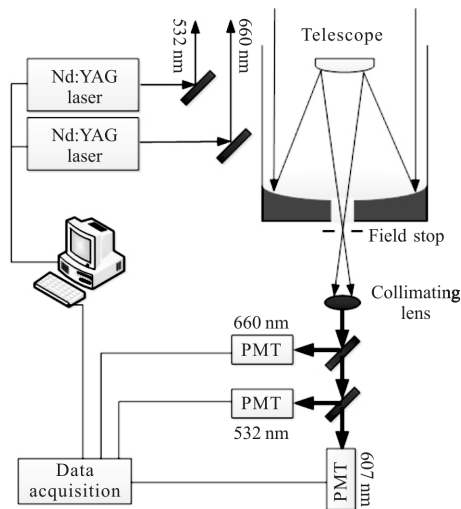 532 nm
660 nm
Telescope
Nd:YAG
laser
Nd:YAG
laser
Field stop
Collimating
lens
660 nm
PMT
PMT
532 nm
Data
acquisition
PMT
607 nm